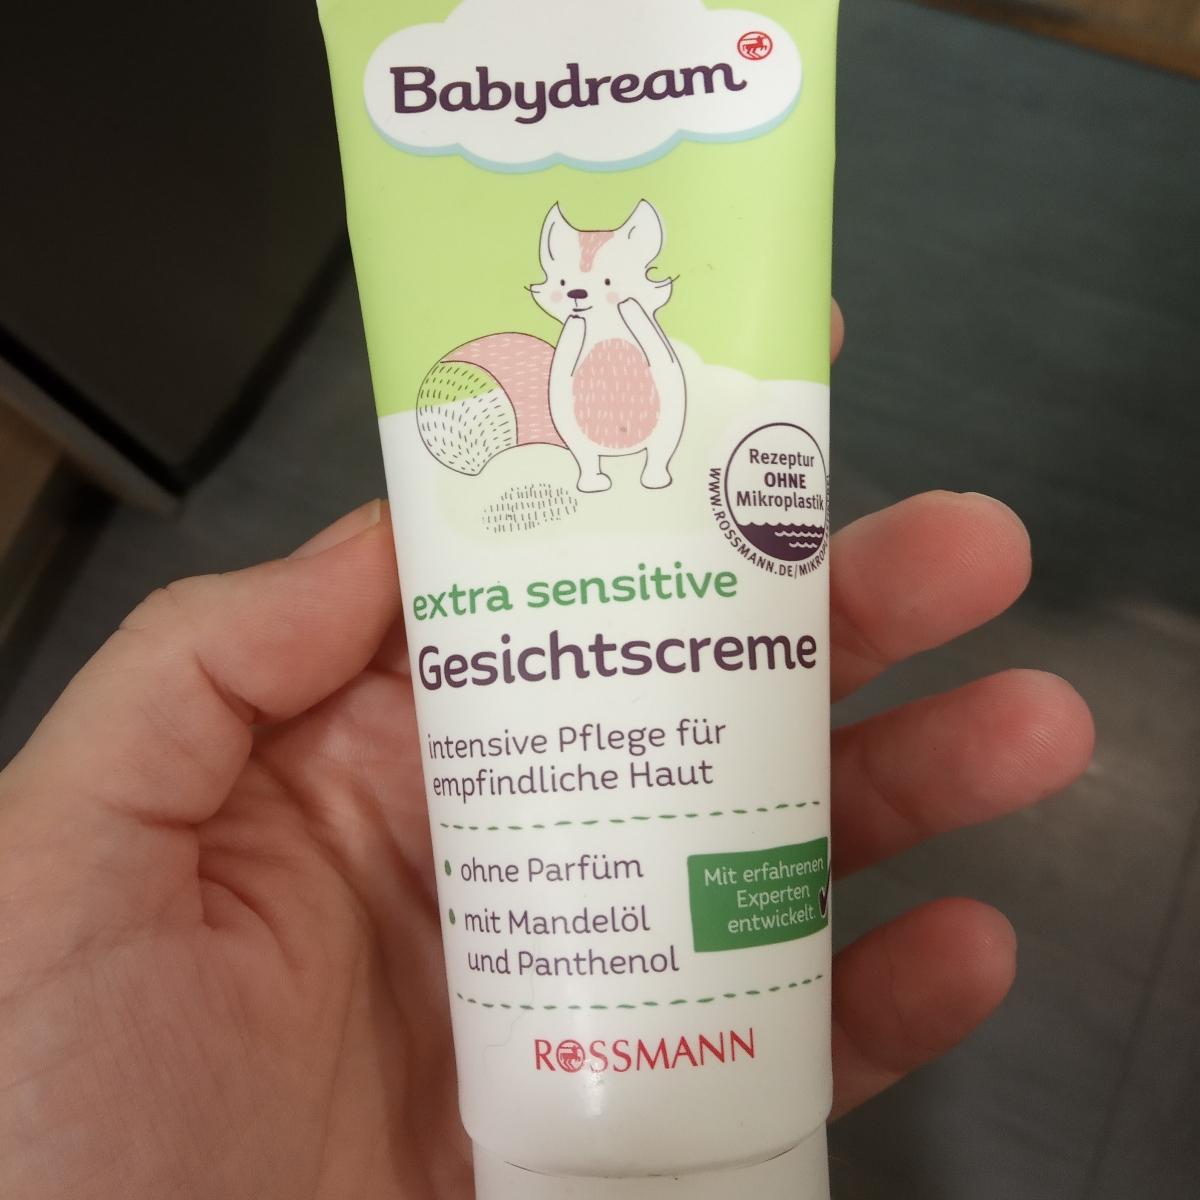 Babydream
Rezeptur
OHNE
Mikroplastik
WWW.ROSSMANN.DE/
extra sensitive
Gesichtscreme
intensive Pflege für
empfindliche Haut
ohne Parfüm
mit Mandelöl
und Panthenol
Mit erfahrenen
Experten
entwickelt.
ROSSMANN